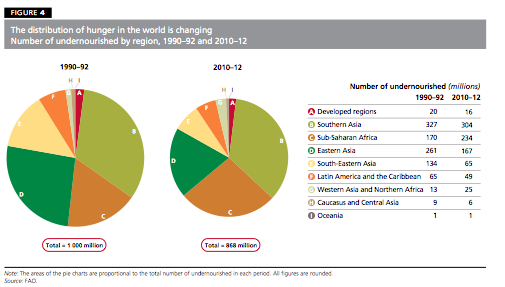 FIGURE 4
The distribution of hunger in the world is changing
Number of undernourished by region, 1990–92 and 2010–12
1990–92
H I
A
B
C
D
E
F
G
Total = 1 000 million
2010–12
H I
A
B
C
D
E
F
G
Total = 868 million
Number of undernourished (millions)
1990–92 2010–12
A Developed regions 20 16
B Southern Asia 327 304
C Sub-Saharan Africa 170 234
D Eastern Asia 261 167
E South-Eastern Asia 134 65
F Latin America and the Caribbean 65 49
G Western Asia and Northern Africa 13 25
H Caucasus and Central Asia 9 6
I Oceania 1 1
Note: The areas of the pie charts are proportional to the total number of undernourished in each period. All figures are rounded.
Source: FAO.